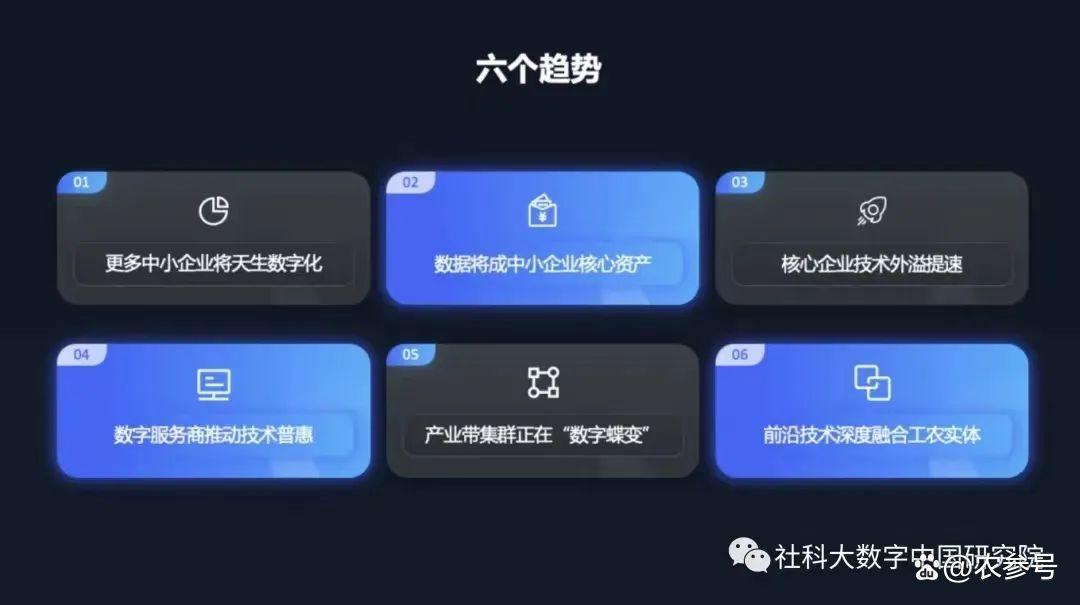 六个趋势
01
更多中小企业将天生数字化
02
数据将成中小企业核心资产
03
核心企业技术外溢提速
04
数字服务商推动技术普惠
05
产业带集群正在“数字蝶变”
06
前沿技术深度融合工农实体
社科大数字中国研究院
@农参号